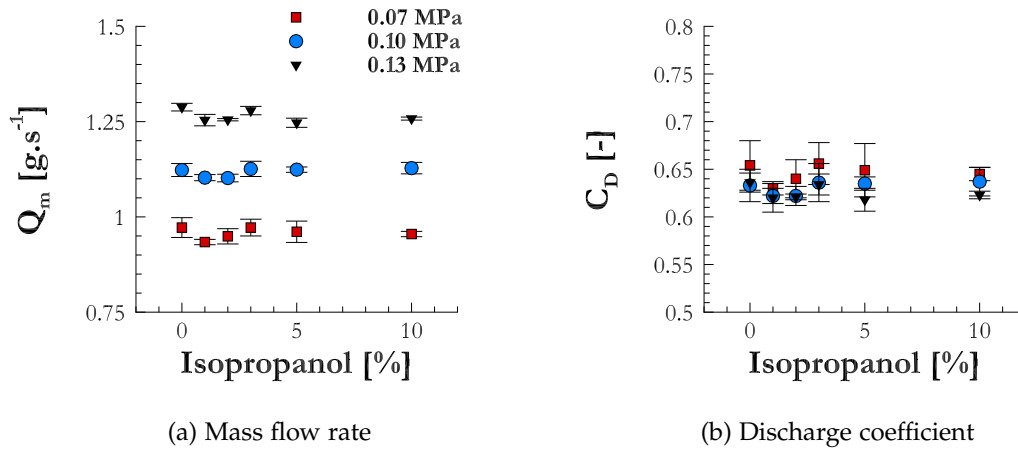 0.07 MPa
0.10 MPa
0.13 MPa
1.5
1.25
1
0.75
Qm [g.s-1]
0 5 10
Isopropanol [%]
(a) Mass flow rate
0.8
0.75
0.7
0.65
0.6
0.55
0.5
CD [-]
0 5 10
Isopropanol [%]
(b) Discharge coefficient